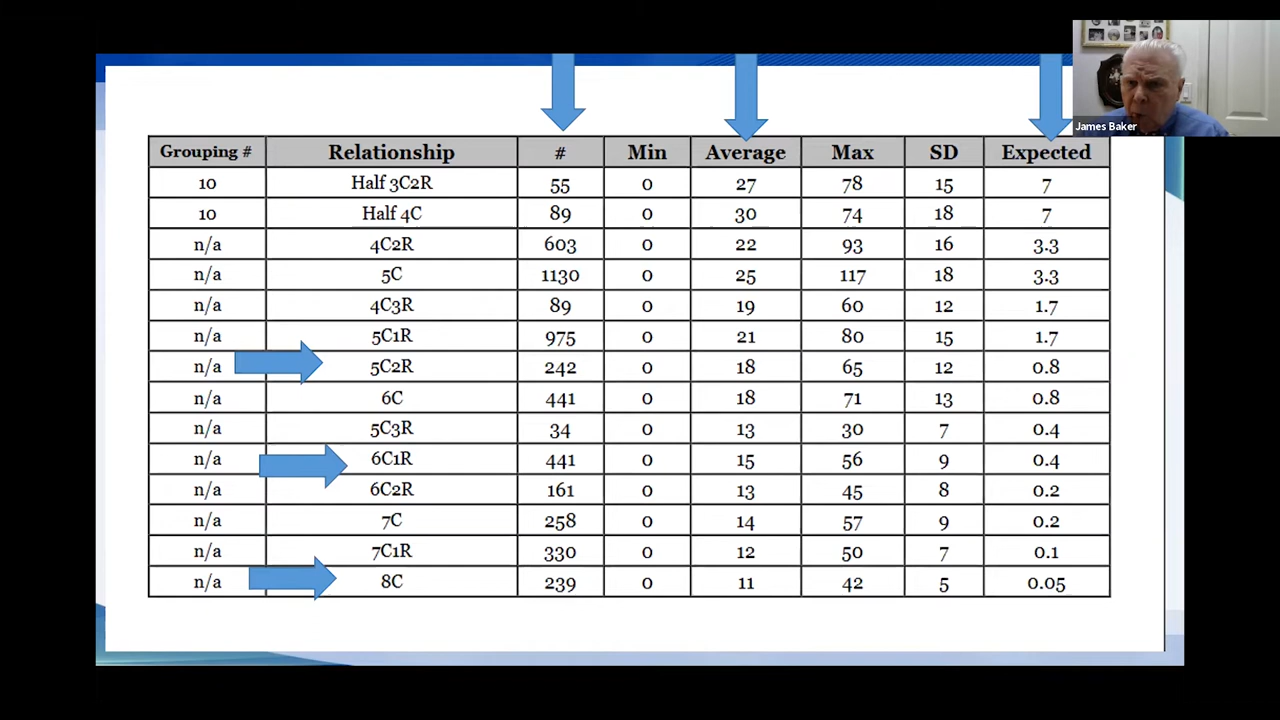 James Baker
Grouping # Relationship # Min Average Max SD Expected
10 Half 3C2R 55 0 27 78 15 7
10 Half 4C 89 0 30 74 18 7
n/a 4C2R 603 0 22 93 16 3.3
n/a 5C 1130 0 25 117 18 3.3
n/a 4C3R 89 0 19 60 12 1.7
n/a 5C1R 975 0 21 80 15 1.7
n/a 5C2R 242 0 18 65 12 0.8
n/a 6C 441 0 18 71 13 0.8
n/a 5C3R 34 0 13 30 7 0.4
n/a 6C1R 441 0 15 56 9 0.4
n/a 6C2R 161 0 13 45 8 0.2
n/a 7C 258 0 14 57 9 0.2
n/a 7C1R 330 0 12 50 7 0.1
n/a 8C 239 0 11 42 5 0.05